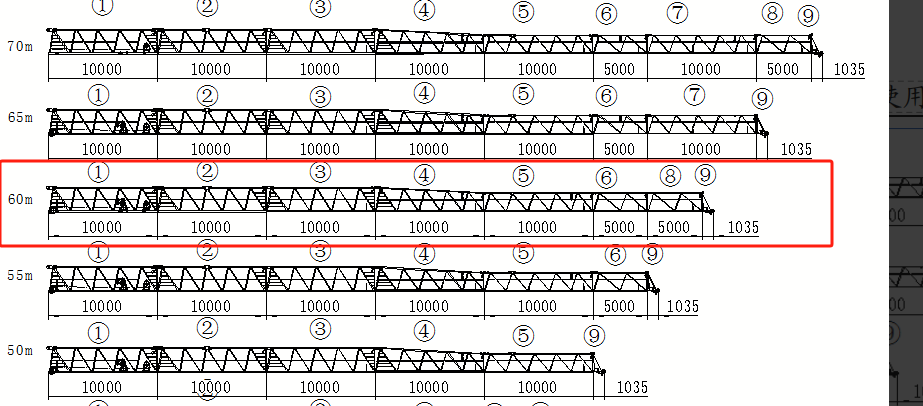 ① ② ③ ④ ⑤ ⑥ ⑦ ⑧ ⑨
70m
10000 10000 10000 10000 10000 5000 10000 5000 1035
① ② ③ ④ ⑤ ⑥ ⑦ ⑨
65m
10000 10000 10000 10000 10000 5000 10000 1035
① ② ③ ④ ⑤ ⑥ ⑧ ⑨
60m
10000 10000 10000 10000 10000 5000 5000 1035
① ② ③ ④ ⑤ ⑥ ⑨
55m
10000 10000 10000 10000 10000 5000 1035
① ② ③ ④ ⑤ ⑨
50m
10000 10000 10000 10000 10000 1035
使用